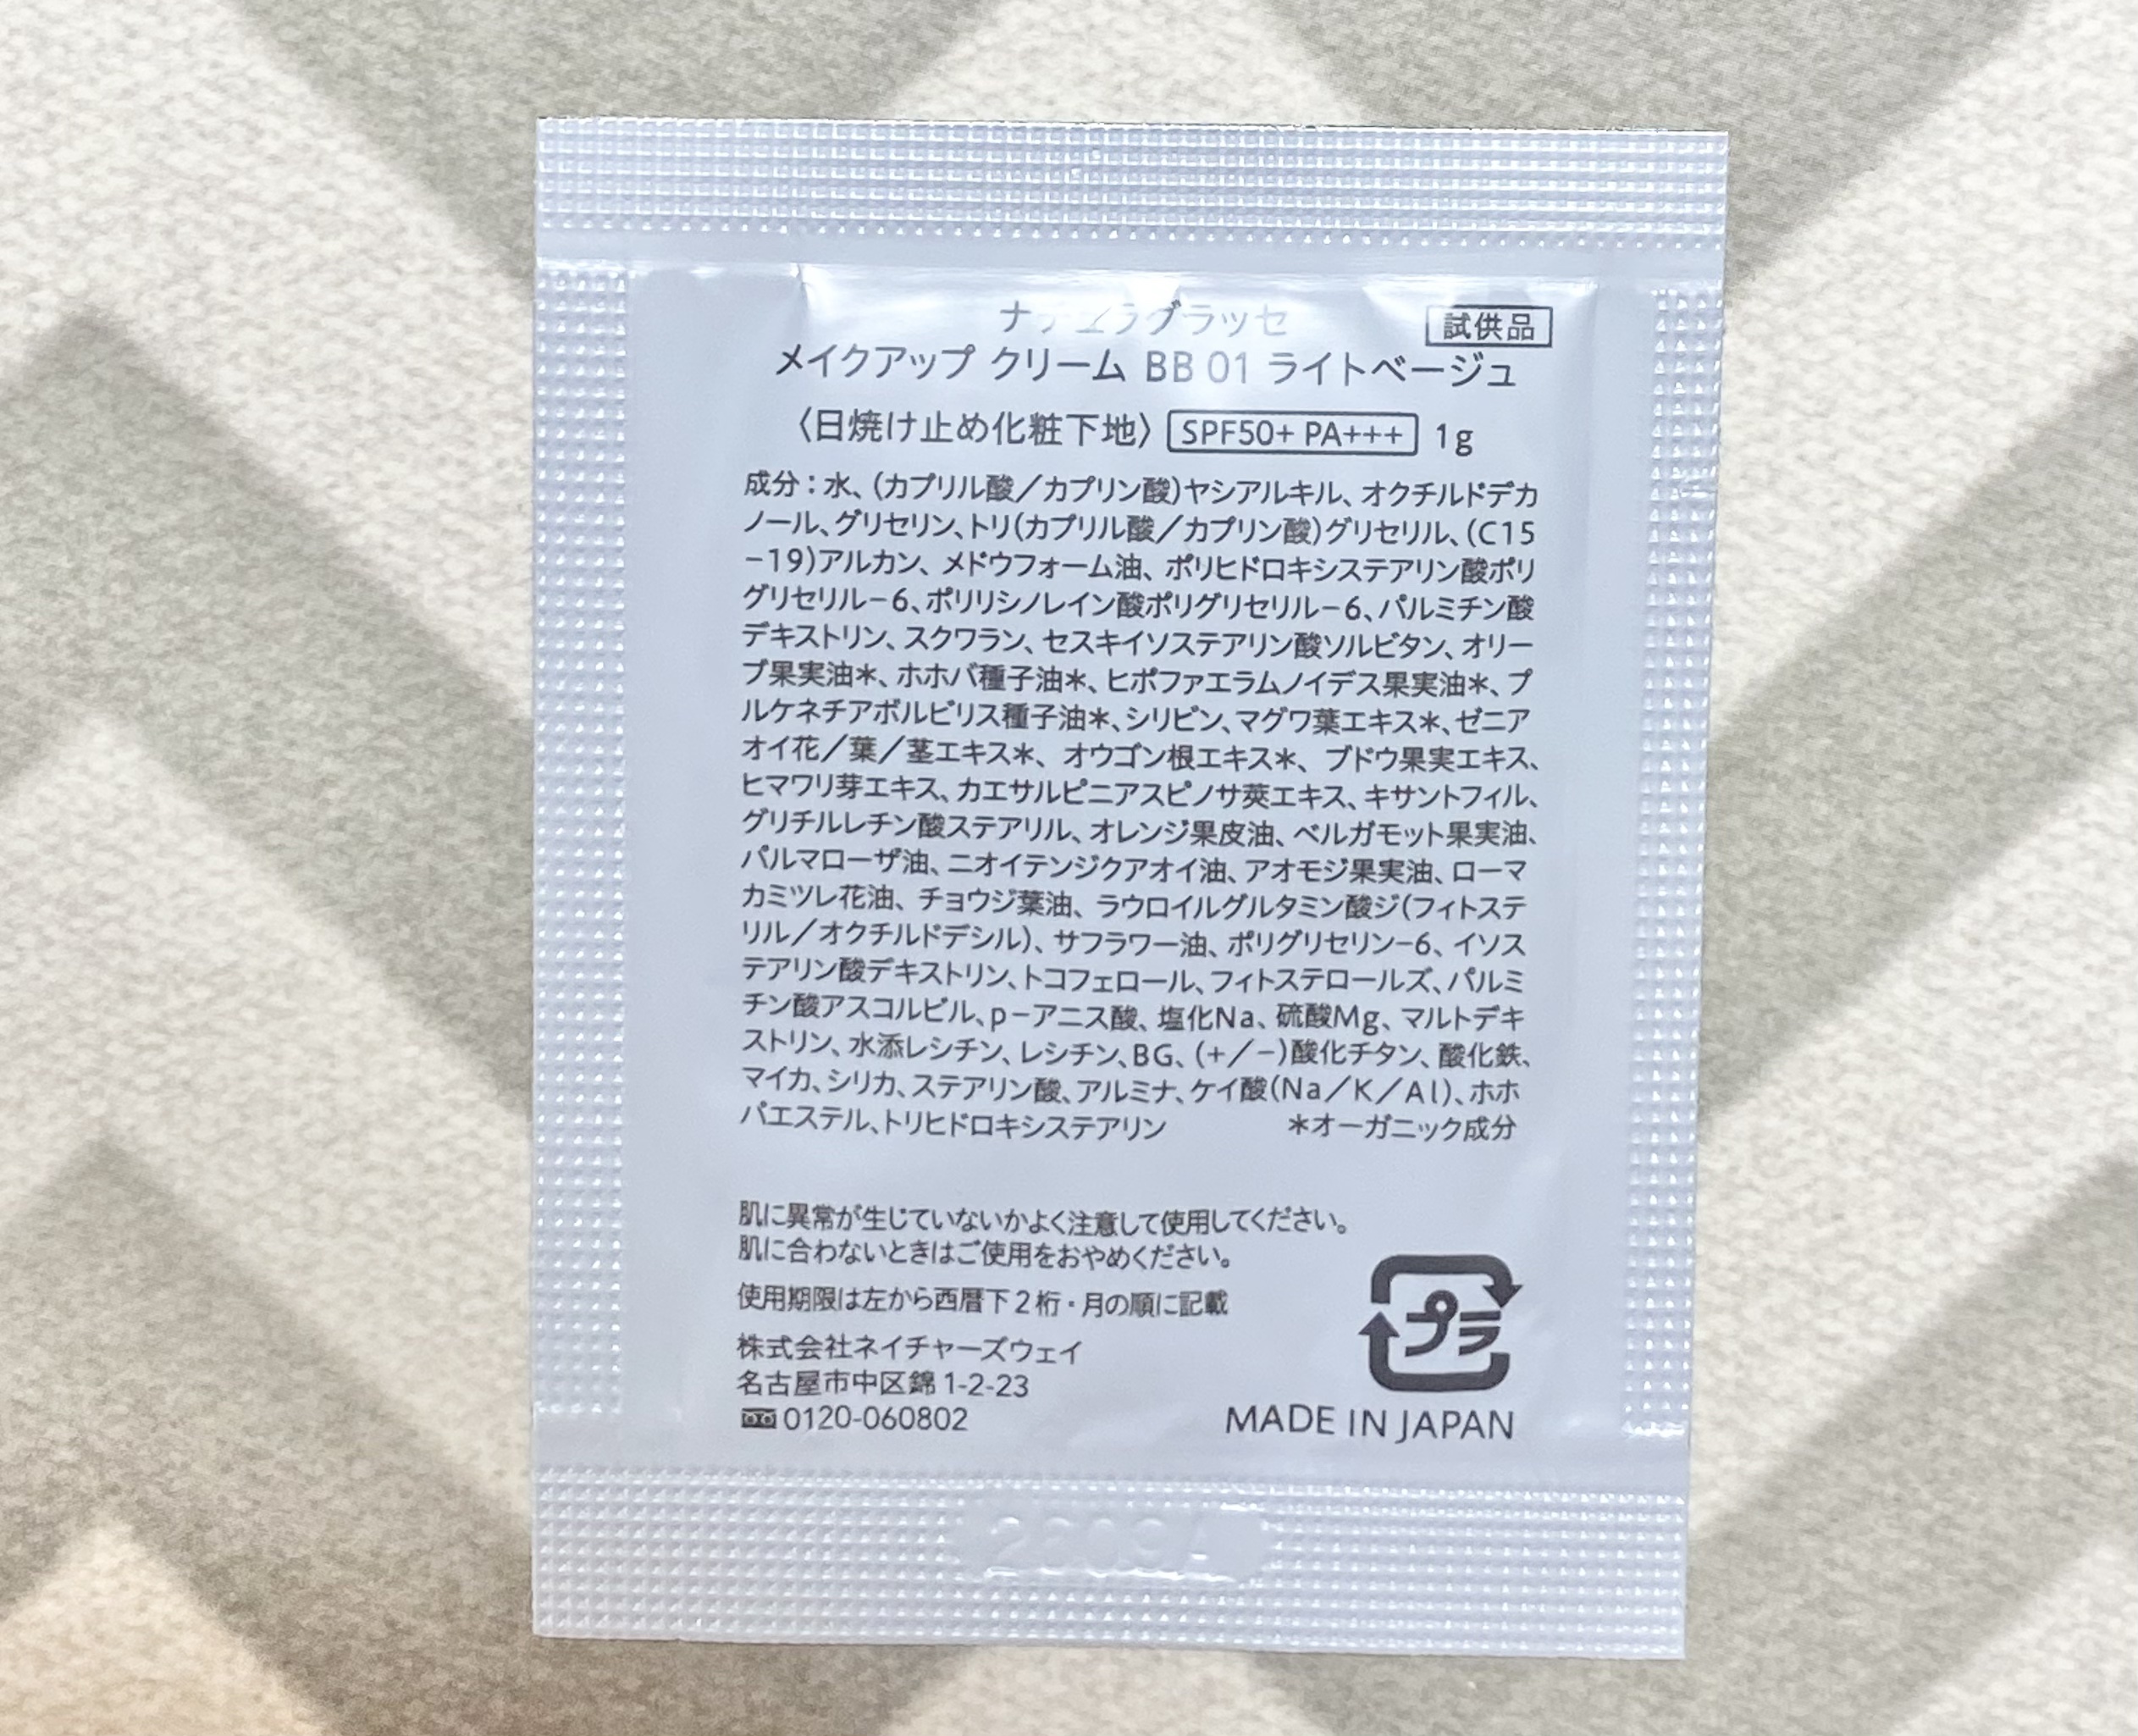 ナチュラグラッセ
試供品
メイクアップ クリーム BB 01 ライトベージュ
〈日焼け止め化粧下地〉 SPF50+ PA+++ 1g
成分：水、(カプリル酸／カプリン酸)ヤシアルキル、オクチルドデカ
ノール、グリセリン、トリ(カプリル酸／カプリン酸)グリセリル、(C15
−19)アルカン、メドウフォーム油、ポリヒドロキシステアリン酸ポリ
グリセリル−6、ポリリシノレイン酸ポリグリセリル−6、パルミチン酸
デキストリン、スクワラン、セスキイソステアリン酸ソルビタン、オリー
ブ果実油＊、ホホバ種子油＊、ヒポファエラムノイデス果実油＊、プ
ルケネチアボルビリス種子油＊、シリビン、マグワ葉エキス＊、ゼニア
オイ花／葉／茎エキス＊、オウゴン根エキス＊、ブドウ果実エキス、
ヒマワリ芽エキス、カエサルピニアスピノサ莢エキス、キサントフィル、
グリチルレチン酸ステアリル、オレンジ果皮油、ベルガモット果実油、
パルマローザ油、ニオイテンジクアオイ油、アオモジ果実油、ローマ
カミツレ花油、チョウジ葉油、ラウロイルグルタミン酸ジ(フィトステ
リル／オクチルドデシル)、サフラワー油、ポリグリセリン−6、イソス
テアリン酸デキストリン、トコフェロール、フィトステロールズ、パルミ
チン酸アスコルビル、p−アニス酸、塩化Na、硫酸Mg、マルトデキ
ストリン、水添レシチン、レシチン、BG、(+／−)酸化チタン、酸化鉄、
マイカ、シリカ、ステアリン酸、アルミナ、ケイ酸(Na／K／Al)、ホホ
バエステル、トリヒドロキシステアリン ＊オーガニック成分
肌に異常が生じていないかよく注意して使用してください。
肌に合わないときはご使用をおやめください。
使用期限は左から西暦下2桁・月の順に記載
株式会社ネイチャーズウェイ
名古屋市中区錦1-2-23
0120-060802
プラ
MADE IN JAPAN
2609A